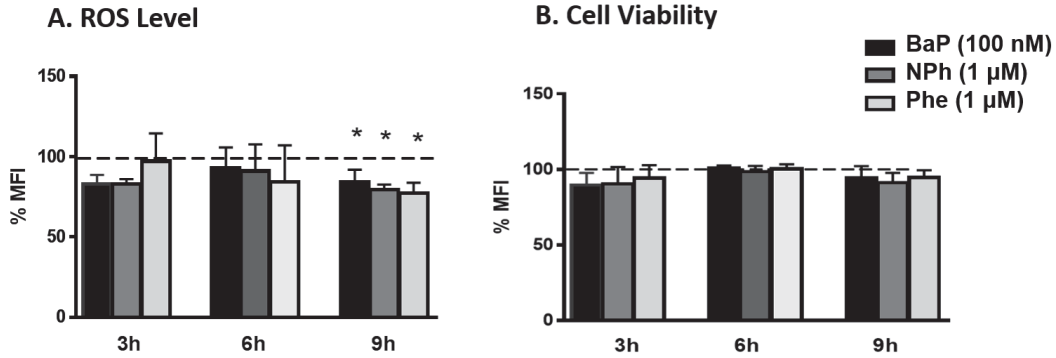 A. ROS Level
% MFI
150
100
50
0
* * *
3h 6h 9h
B. Cell Viability
BaP (100 nM)
NPh (1 µM)
Phe (1 µM)
% MFI
150
100
50
0
3h 6h 9h